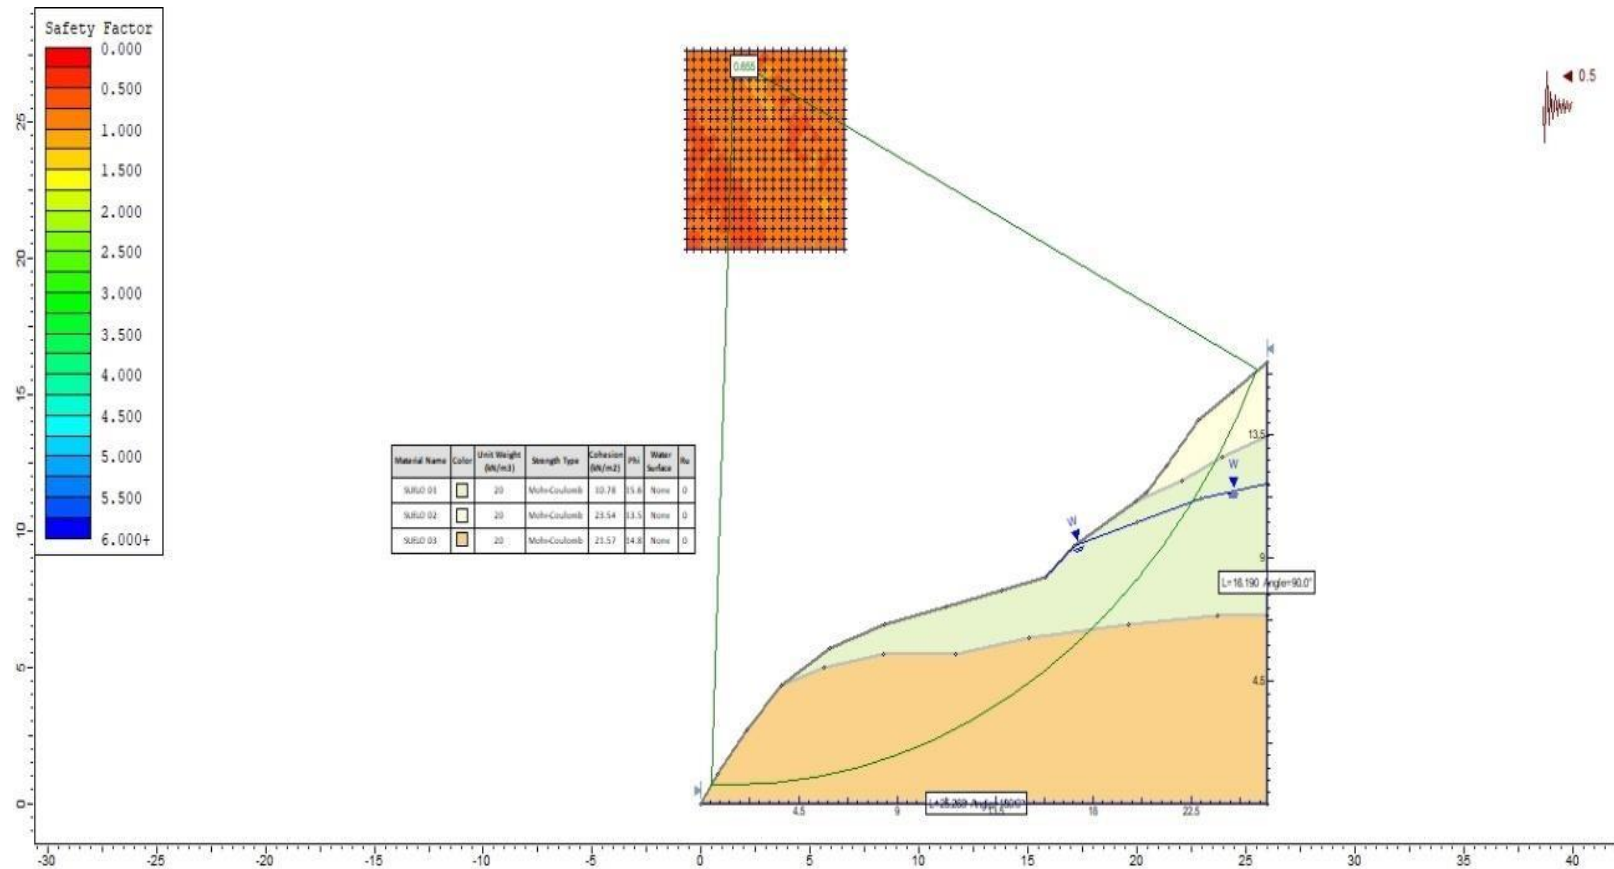 Safety Factor
0.000
0.500
1.000
1.500
2.000
2.500
3.000
3.500
4.000
4.500
5.000
5.500
6.000+
0.655
0.5
Material Name Color Unit Weight (kN/m3) Strength Type Cohesion (kN/m2) Phi Water Surface Ru
SUELO 01 20 Mohr-Coulomb 10.78 15.6 None 0
SUELO 02 20 Mohr-Coulomb 23.54 13.5 None 0
SUELO 03 20 Mohr-Coulomb 21.57 14.8 None 0
W
W
13.5
9
4.5
L=16.190 Angle=90.0°
4.5 9 18 22.5
25
20
15
10
5
0
-30 -25 -20 -15 -10 -5 0 5 10 15 20 25 30 35 40